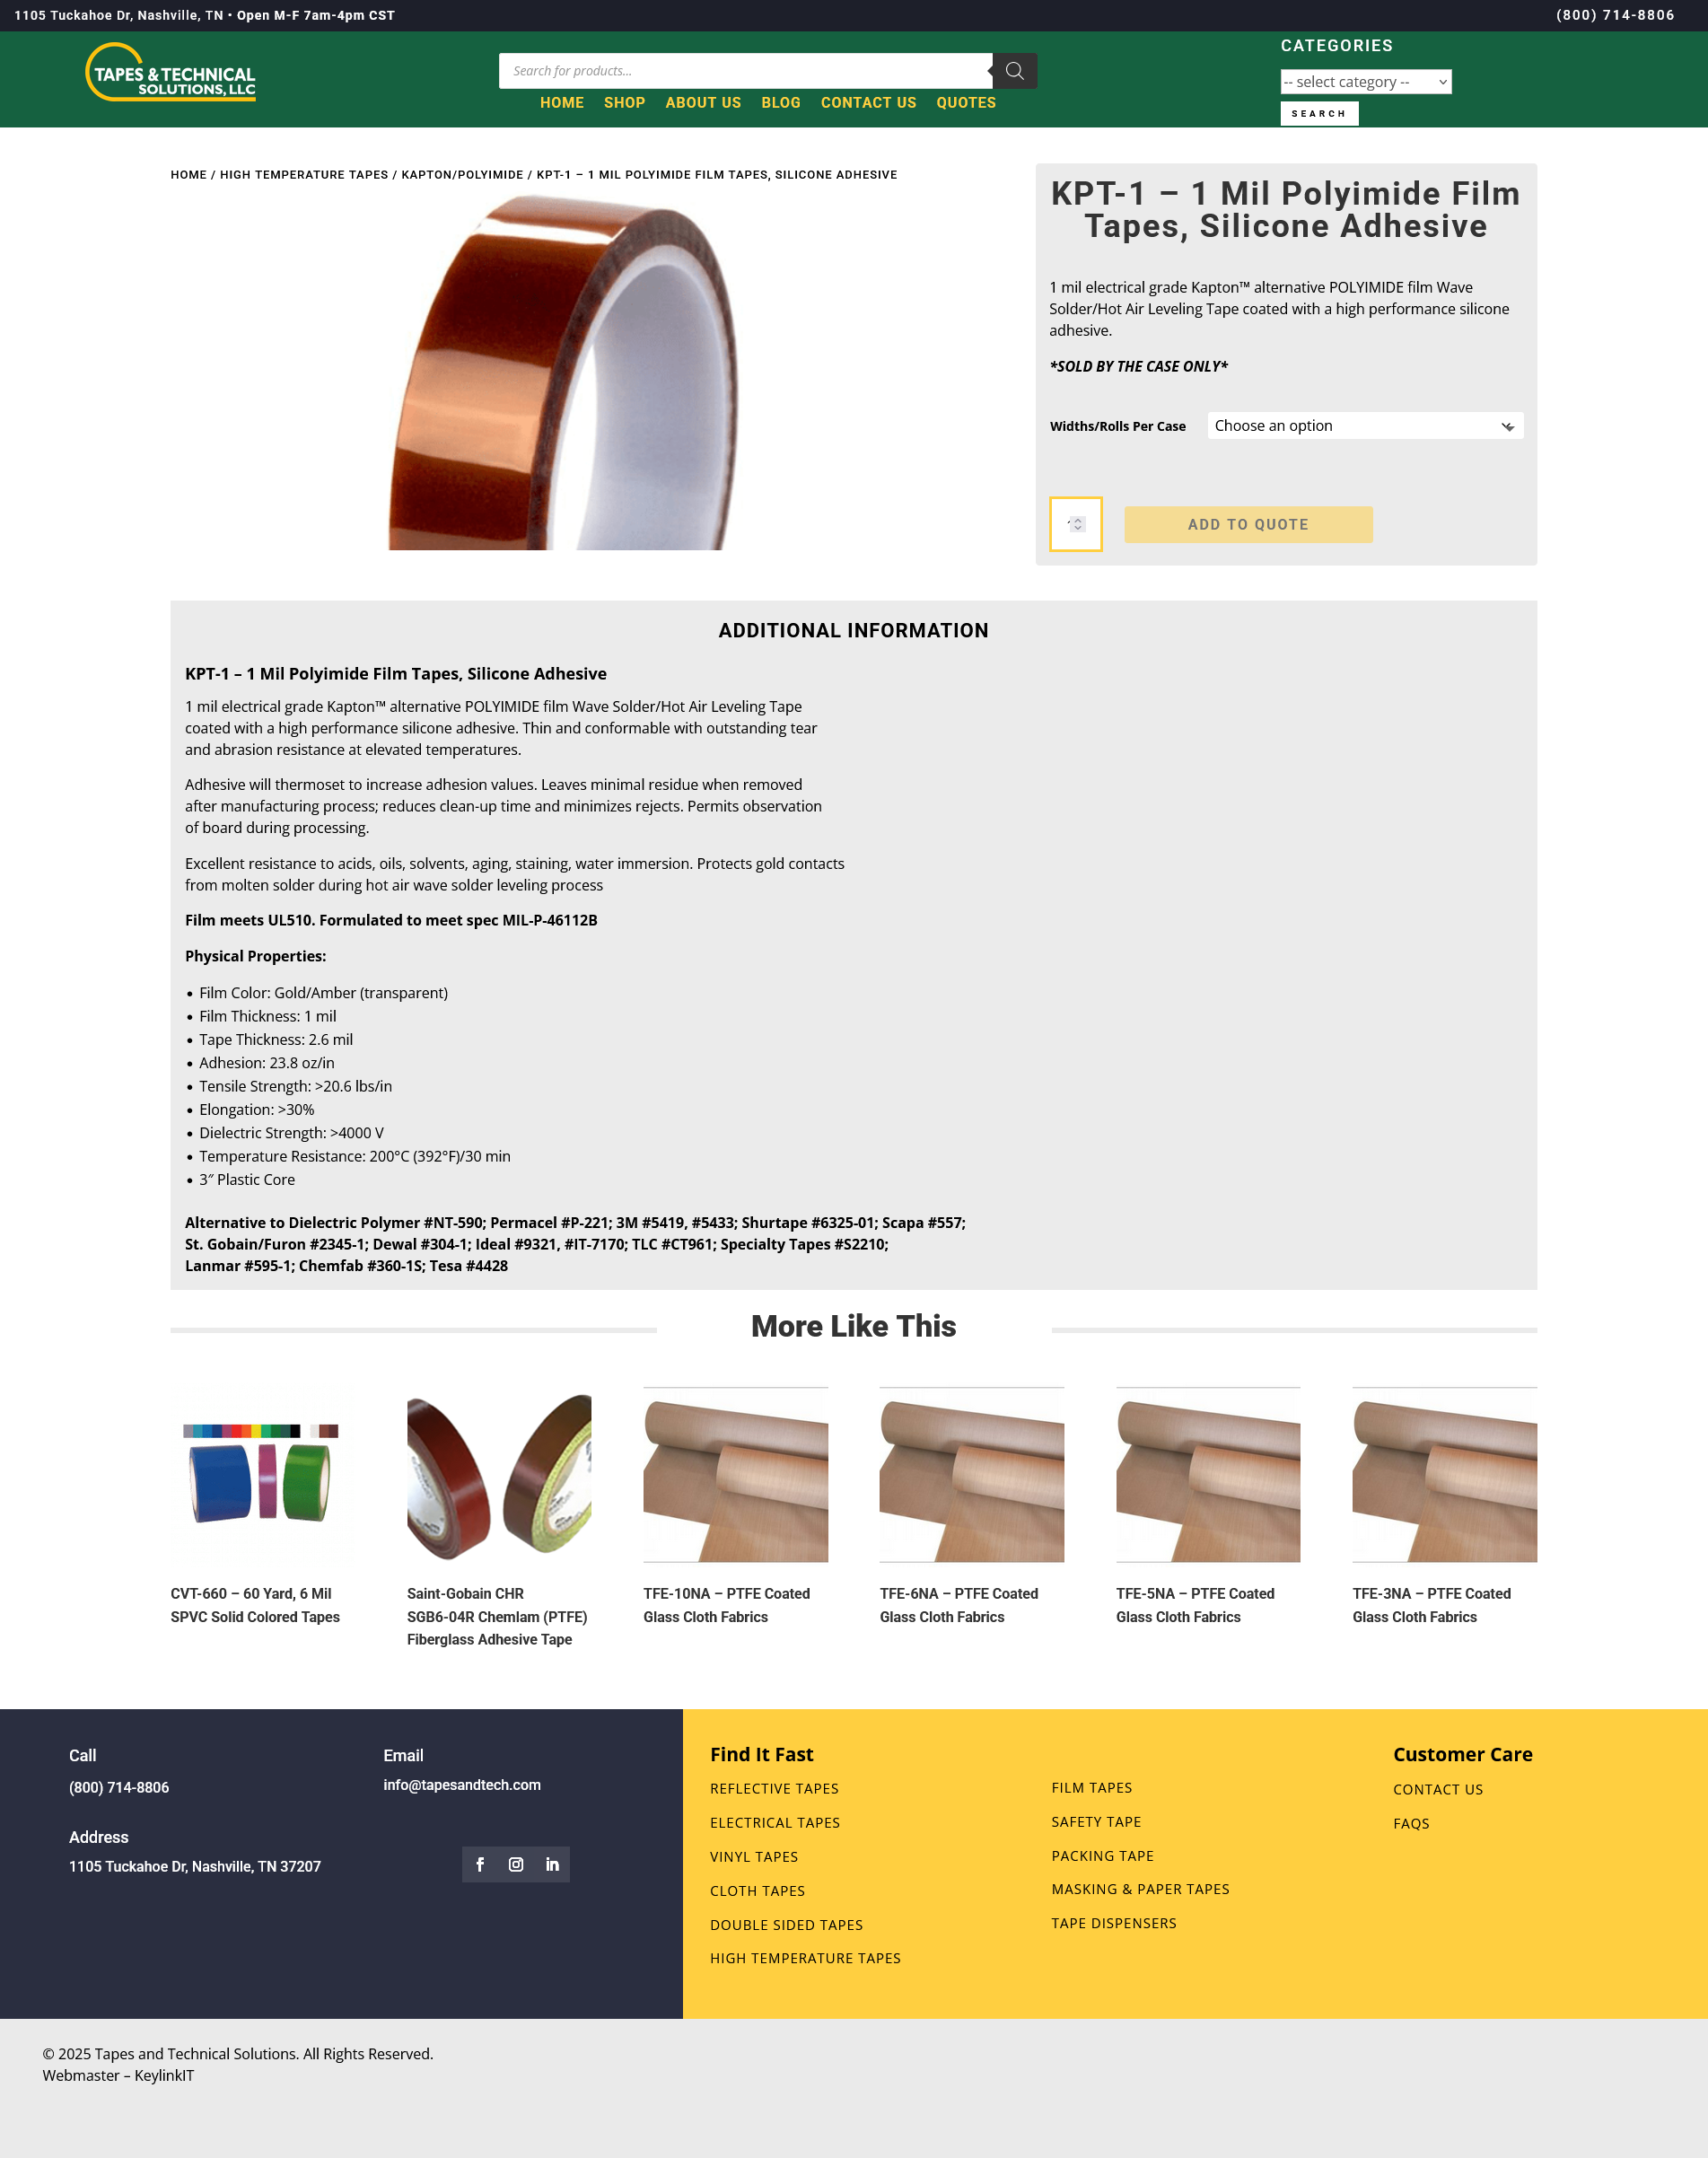 1105 Tuckahoe Dr, Nashville, TN • Open M-F 7am-4pm CST
(800) 714-8806
TAPES & TECHNICAL
SOLUTIONS, LLC
Search for products...
HOME SHOP ABOUT US BLOG CONTACT US QUOTES
CATEGORIES
-- select category --
SEARCH
HOME / HIGH TEMPERATURE TAPES / KAPTON/POLYIMIDE / KPT-1 – 1 MIL POLYIMIDE FILM TAPES, SILICONE ADHESIVE
KPT-1 – 1 Mil Polyimide Film
Tapes, Silicone Adhesive
1 mil electrical grade Kapton™ alternative POLYIMIDE film Wave
Solder/Hot Air Leveling Tape coated with a high performance silicone
adhesive.
*SOLD BY THE CASE ONLY*
Widths/Rolls Per Case
Choose an option
ADD TO QUOTE
ADDITIONAL INFORMATION
KPT-1 – 1 Mil Polyimide Film Tapes, Silicone Adhesive
1 mil electrical grade Kapton™ alternative POLYIMIDE film Wave Solder/Hot Air Leveling Tape
coated with a high performance silicone adhesive. Thin and conformable with outstanding tear
and abrasion resistance at elevated temperatures.
Adhesive will thermoset to increase adhesion values. Leaves minimal residue when removed
after manufacturing process; reduces clean-up time and minimizes rejects. Permits observation
of board during processing.
Excellent resistance to acids, oils, solvents, aging, staining, water immersion. Protects gold contacts
from molten solder during hot air wave solder leveling process
Film meets UL510. Formulated to meet spec MIL-P-46112B
Physical Properties:
• Film Color: Gold/Amber (transparent)
• Film Thickness: 1 mil
• Tape Thickness: 2.6 mil
• Adhesion: 23.8 oz/in
• Tensile Strength: >20.6 lbs/in
• Elongation: >30%
• Dielectric Strength: >4000 V
• Temperature Resistance: 200°C (392°F)/30 min
• 3″ Plastic Core
Alternative to Dielectric Polymer #NT-590; Permacel #P-221; 3M #5419, #5433; Shurtape #6325-01; Scapa #557;
St. Gobain/Furon #2345-1; Dewal #304-1; Ideal #9321, #IT-7170; TLC #CT961; Specialty Tapes #S2210;
Lanmar #595-1; Chemfab #360-1S; Tesa #4428
More Like This
CVT-660 – 60 Yard, 6 Mil
SPVC Solid Colored Tapes
Saint-Gobain CHR
SGB6-04R Chemlam (PTFE)
Fiberglass Adhesive Tape
TFE-10NA – PTFE Coated
Glass Cloth Fabrics
TFE-6NA – PTFE Coated
Glass Cloth Fabrics
TFE-5NA – PTFE Coated
Glass Cloth Fabrics
TFE-3NA – PTFE Coated
Glass Cloth Fabrics
Call
(800) 714-8806
Email
info@tapesandtech.com
Address
1105 Tuckahoe Dr, Nashville, TN 37207
Find It Fast
REFLECTIVE TAPES
ELECTRICAL TAPES
VINYL TAPES
CLOTH TAPES
DOUBLE SIDED TAPES
HIGH TEMPERATURE TAPES
FILM TAPES
SAFETY TAPE
PACKING TAPE
MASKING & PAPER TAPES
TAPE DISPENSERS
Customer Care
CONTACT US
FAQS
© 2025 Tapes and Technical Solutions. All Rights Reserved.
Webmaster – KeylinkIT